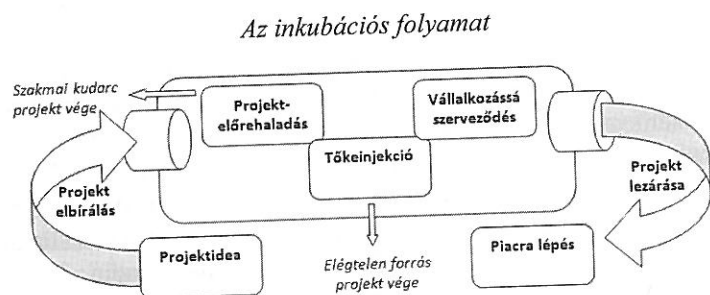 Az inkubációs folyamat
Szakmai kudarc
projekt vége
Projekt-
előrehaladás
Vállalkozássá
szerveződés
Tőkeinjekció
Projekt
elbírálás
Projekt
lezárása
Projektidea
Elégtelen forrás
projekt vége
Piacra lépés